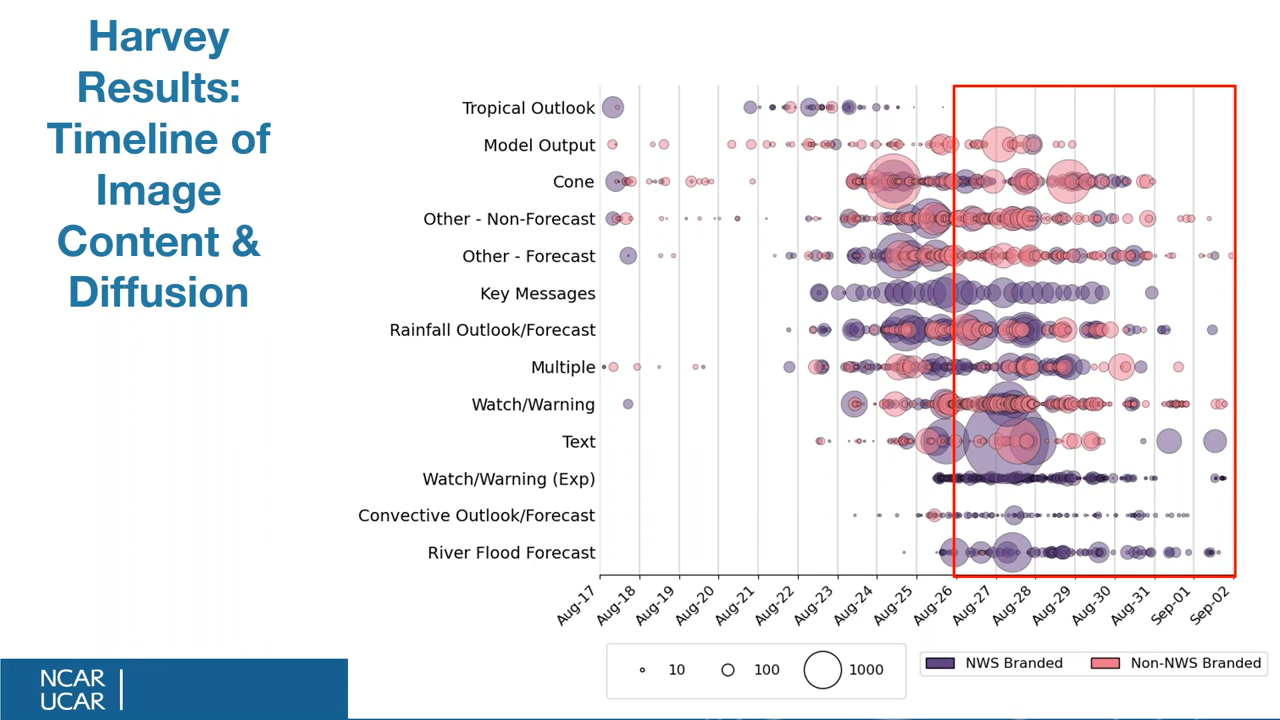 Harvey
Results:
Timeline of
Image
Content &
Diffusion
Tropical Outlook
Model Output
Cone
Other - Non-Forecast
Other - Forecast
Key Messages
Rainfall Outlook/Forecast
Multiple
Watch/Warning
Text
Watch/Warning (Exp)
Convective Outlook/Forecast
River Flood Forecast
Aug-17 Aug-18 Aug-19 Aug-20 Aug-21 Aug-22 Aug-23 Aug-24 Aug-25 Aug-26 Aug-27 Aug-28 Aug-29 Aug-30 Aug-31 Sep-01 Sep-02
10 100 1000
NWS Branded Non-NWS Branded
NCAR
UCAR